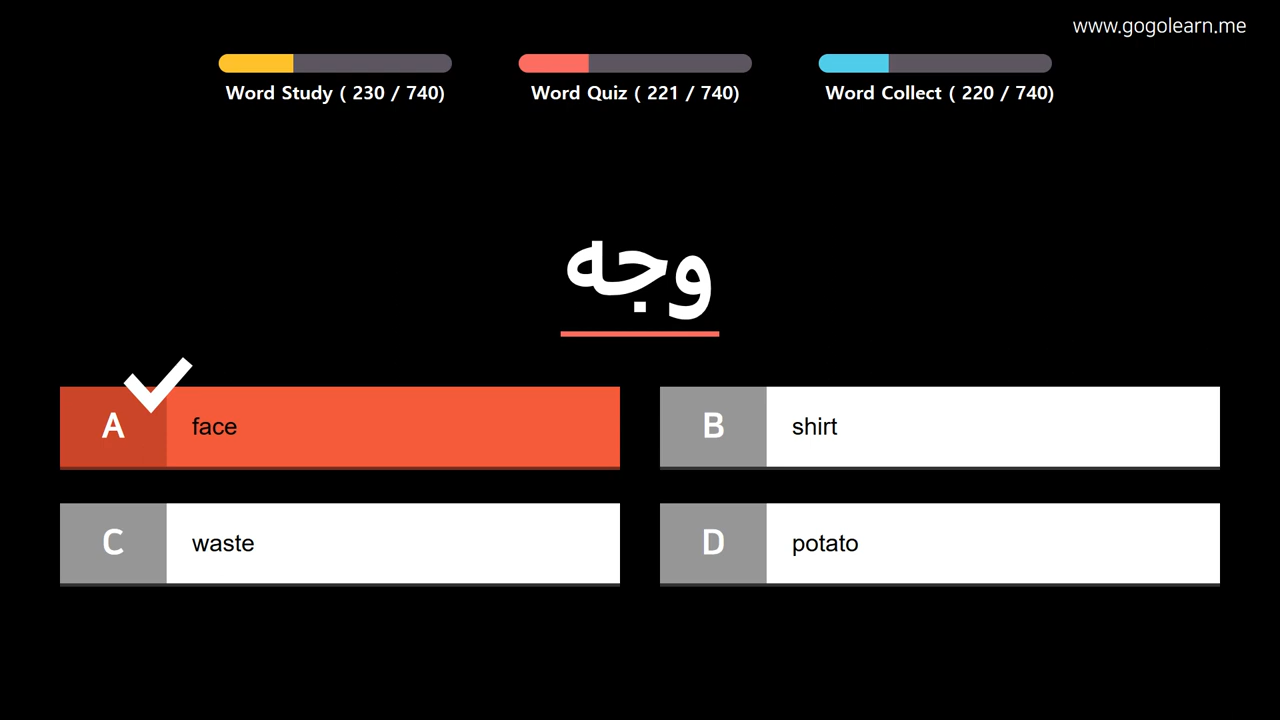 www.gogolearn.me
Word Study ( 230 / 740)
Word Quiz ( 221 / 740)
Word Collect ( 220 / 740)
وجه
A
face
B
shirt
C
waste
D
potato